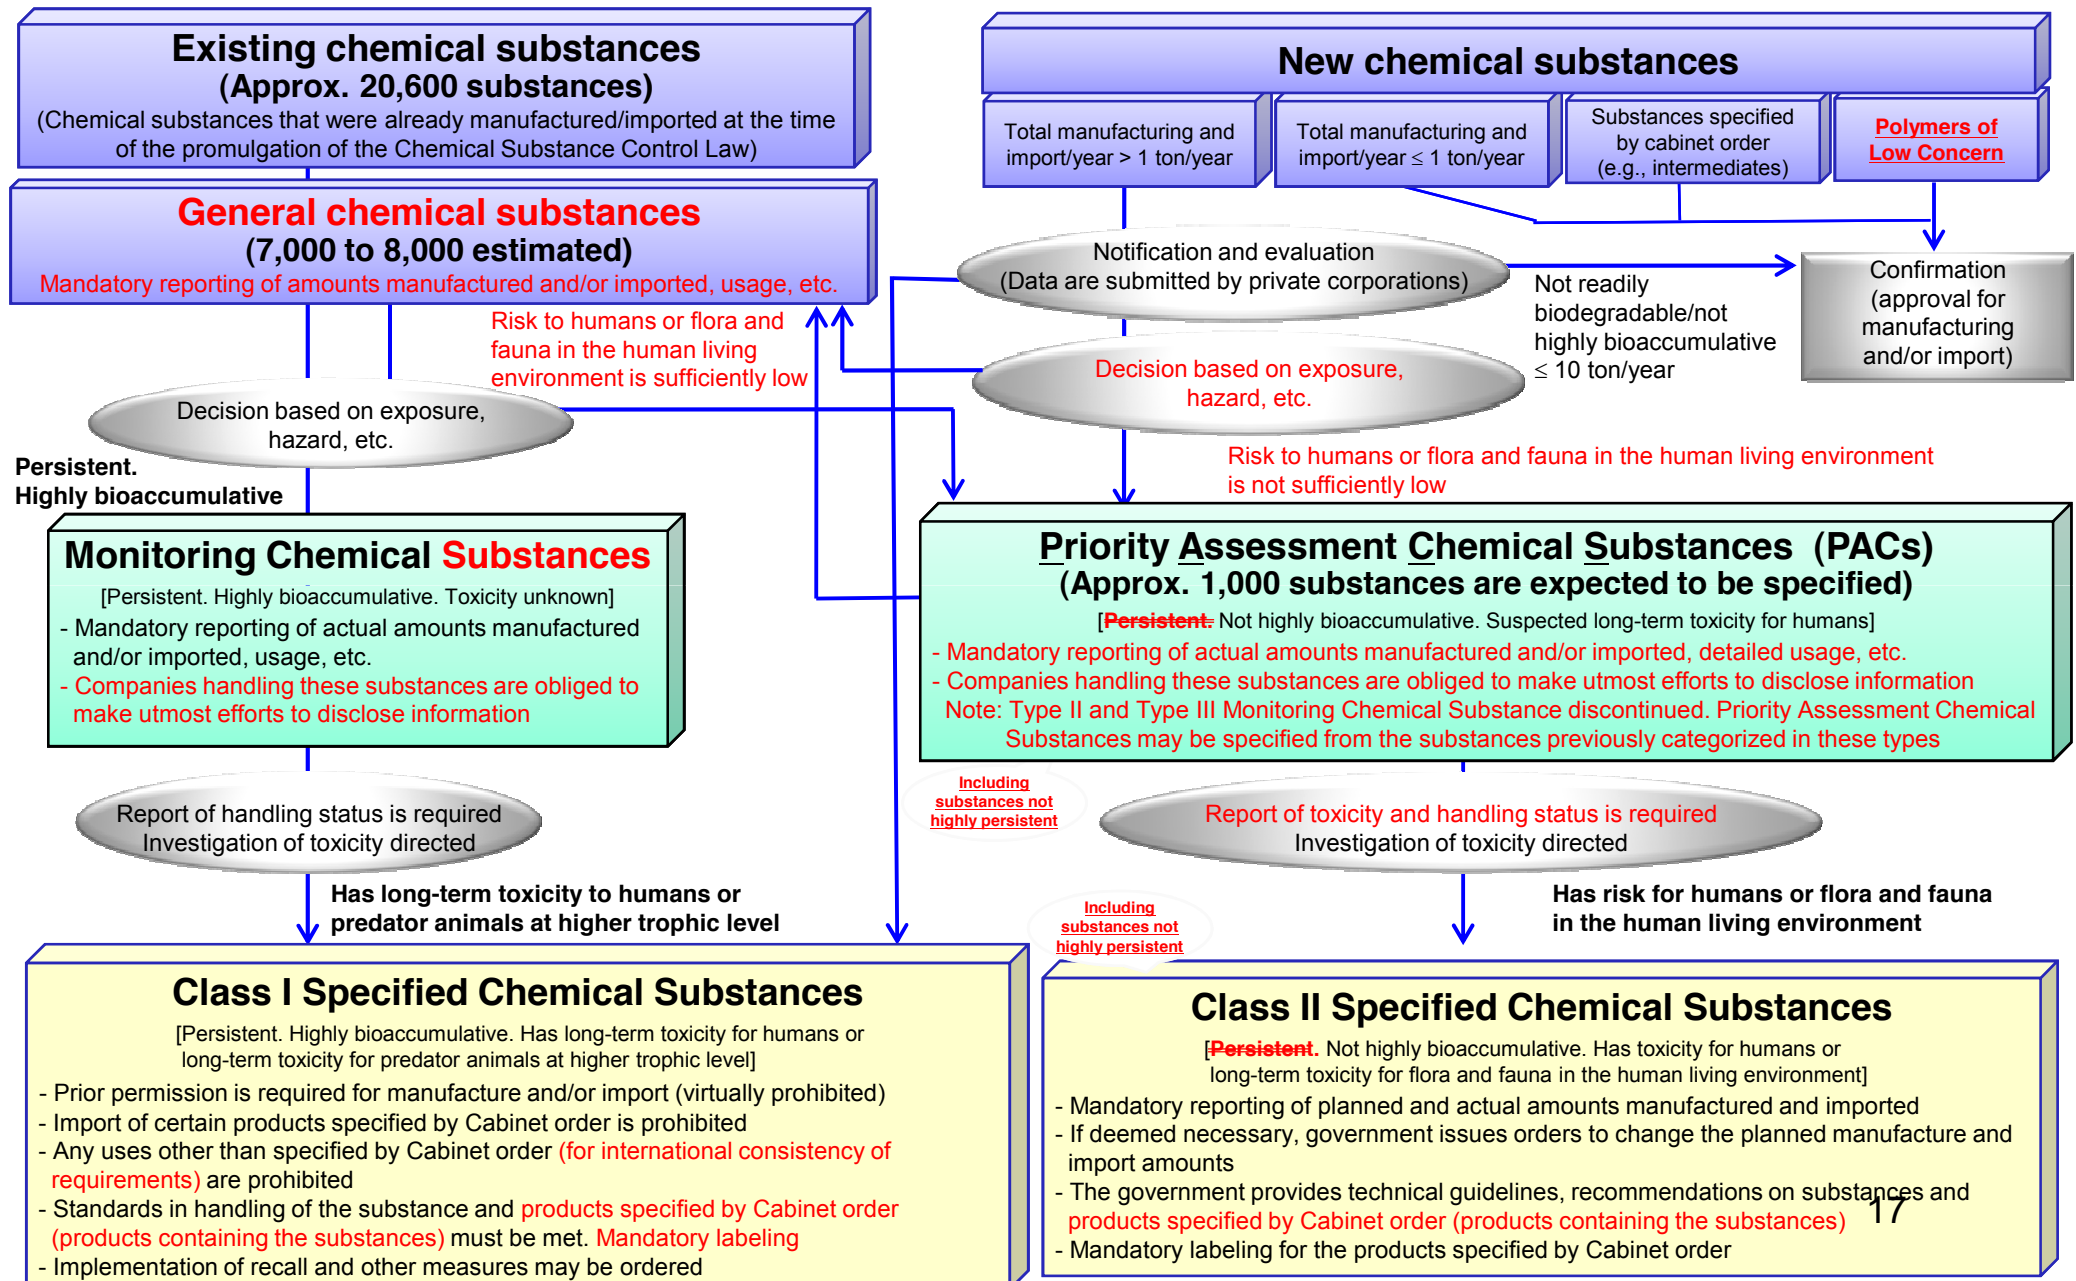 Existing chemical substances
(Approx. 20,600 substances)
(Chemical substances that were already manufactured/imported at the time
of the promulgation of the Chemical Substance Control Law)
General chemical substances
(7,000 to 8,000 estimated)
Mandatory reporting of amounts manufactured and/or imported, usage, etc.
New chemical substances
Total manufacturing and
import/year > 1 ton/year
Total manufacturing and
import/year ≤ 1 ton/year
Substances specified
by cabinet order
(e.g., intermediates)
Polymers of
Low Concern
Notification and evaluation
(Data are submitted by private corporations)
Not readily
biodegradable/not
highly bioaccumulative
≤ 10 ton/year
Confirmation
(approval for
manufacturing
and/or import)
Risk to humans or flora and
fauna in the human living
environment is sufficiently low
Decision based on exposure,
hazard, etc.
Decision based on exposure,
hazard, etc.
Persistent.
Highly bioaccumulative
Risk to humans or flora and fauna in the human living environment
is not sufficiently low
Monitoring Chemical Substances
[Persistent. Highly bioaccumulative. Toxicity unknown]
- Mandatory reporting of actual amounts manufactured
and/or imported, usage, etc.
- Companies handling these substances are obliged to
make utmost efforts to disclose information
Priority Assessment Chemical Substances (PACs)
(Approx. 1,000 substances are expected to be specified)
[Persistent. Not highly bioaccumulative. Suspected long-term toxicity for humans]
- Mandatory reporting of actual amounts manufactured and/or imported, detailed usage, etc.
- Companies handling these substances are obliged to make utmost efforts to disclose information
Note: Type II and Type III Monitoring Chemical Substance discontinued. Priority Assessment Chemical
Substances may be specified from the substances previously categorized in these types
Including
substances not
highly persistent
Report of handling status is required
Investigation of toxicity directed
Report of toxicity and handling status is required
Investigation of toxicity directed
Has long-term toxicity to humans or
predator animals at higher trophic level
Including
substances not
highly persistent
Has risk for humans or flora and fauna
in the human living environment
Class I Specified Chemical Substances
[Persistent. Highly bioaccumulative. Has long-term toxicity for humans or
long-term toxicity for predator animals at higher trophic level]
- Prior permission is required for manufacture and/or import (virtually prohibited)
- Import of certain products specified by Cabinet order is prohibited
- Any uses other than specified by Cabinet order (for international consistency of
requirements) are prohibited
- Standards in handling of the substance and products specified by Cabinet order
(products containing the substances) must be met. Mandatory labeling
- Implementation of recall and other measures may be ordered
Class II Specified Chemical Substances
[Persistent. Not highly bioaccumulative. Has toxicity for humans or
long-term toxicity for flora and fauna in the human living environment]
- Mandatory reporting of planned and actual amounts manufactured and imported
- If deemed necessary, government issues orders to change the planned manufacture and
import amounts
- The government provides technical guidelines, recommendations on substances and
products specified by Cabinet order (products containing the substances)
- Mandatory labeling for the products specified by Cabinet order
17